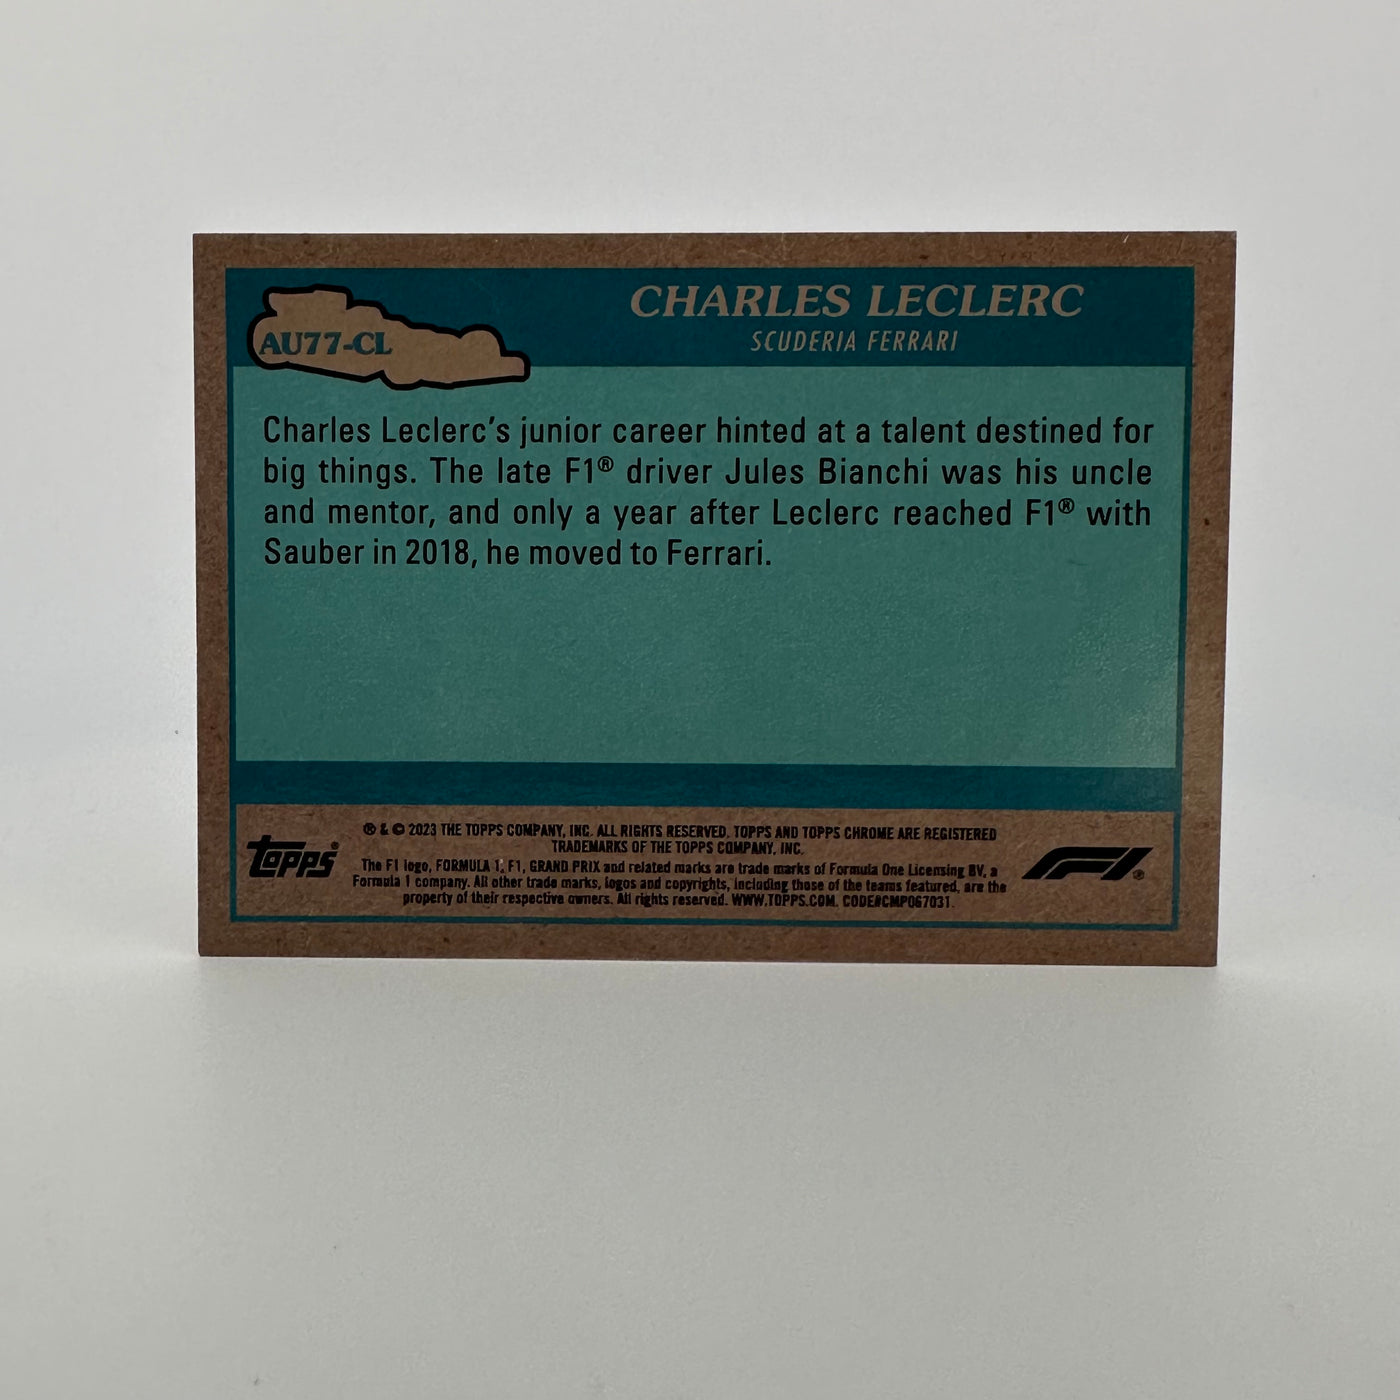 AU77-CL
CHARLES LECLERC
SCUDERIA FERRARI
Charles Leclerc's junior career hinted at a talent destined for
big things. The late F1® driver Jules Bianchi was his uncle
and mentor, and only a year after Leclerc reached F1® with
Sauber in 2018, he moved to Ferrari.
topps®
® & © 2023 THE TOPPS COMPANY, INC. ALL RIGHTS RESERVED. TOPPS AND TOPPS CHROME ARE REGISTERED
TRADEMARKS OF THE TOPPS COMPANY, INC.
The F1 logo, FORMULA 1, F1, GRAND PRIX and related marks are trade marks of Formula One Licensing BV, a
Formula 1 company. All other trade marks, logos and copyrights, including those of the teams featured, are the
property of their respective owners. All rights reserved. WWW.TOPPS.COM. CODE#CMP067031.
F1®